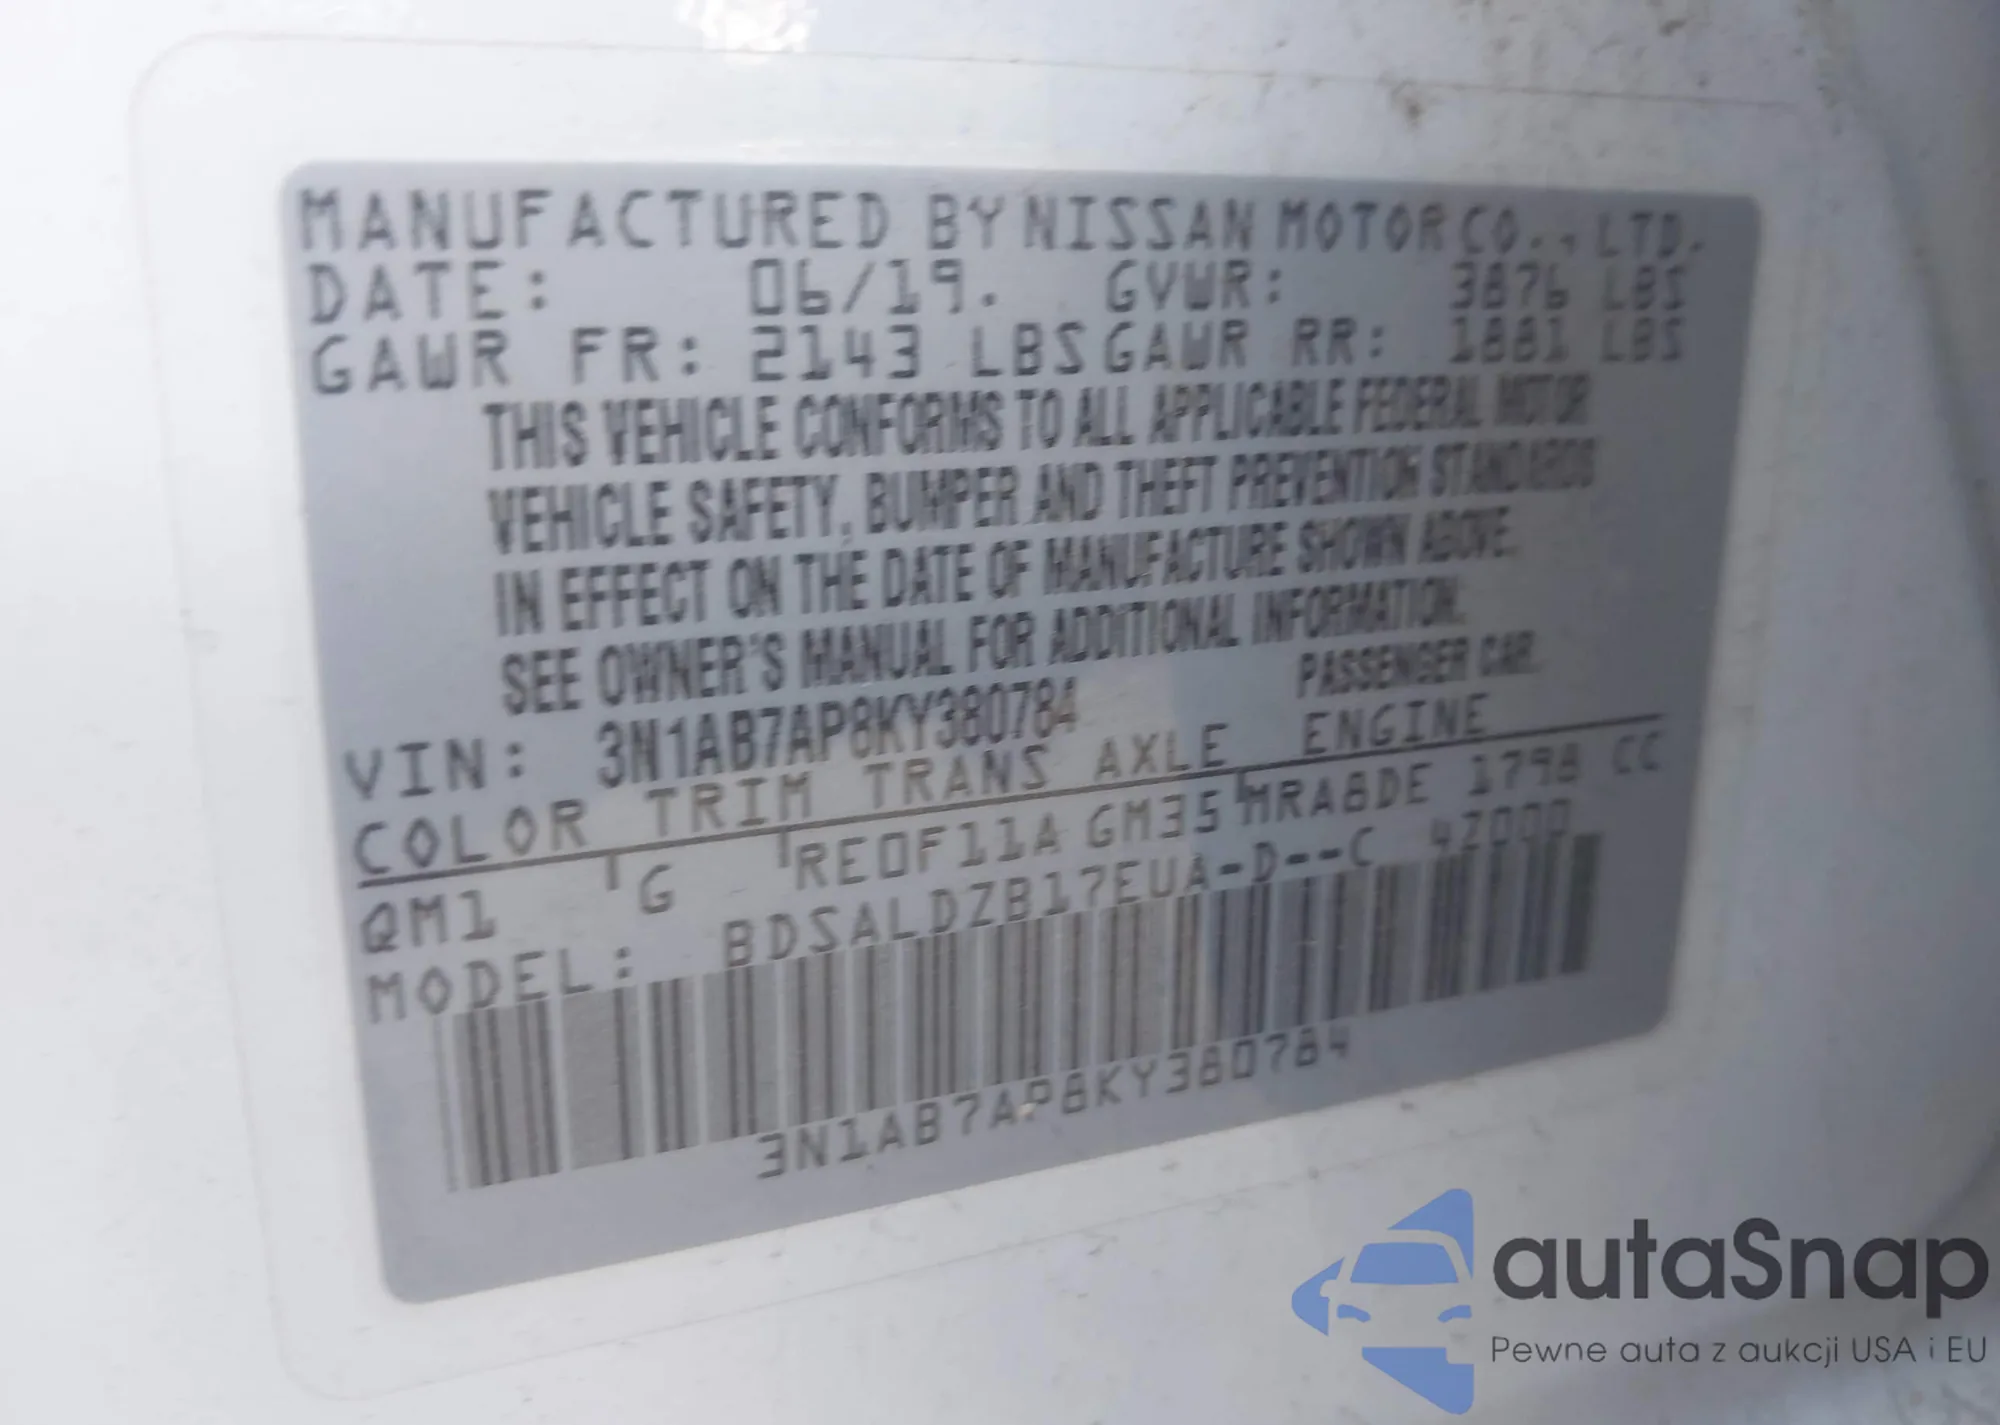 MANUFACTURED BY NISSAN MOTOR CO., LTD.
DATE: 06/19. GVWR: 3876 LBS
GAWR FR: 2143 LBS GAWR RR: 1881 LBS
THIS VEHICLE CONFORMS TO ALL APPLICABLE FEDERAL MOTOR
VEHICLE SAFETY, BUMPER AND THEFT PREVENTION STANDARDS
IN EFFECT ON THE DATE OF MANUFACTURE SHOWN ABOVE.
SEE OWNER'S MANUAL FOR ADDITIONAL INFORMATION.
VIN: 3N1AB7AP8KY380784 PASSENGER CAR
COLOR TRIM TRANS AXLE ENGINE
QM1 G RE0F11A GM35 MRA8DE 1798 CC
MODEL: BDSALDZB17EUA-D--C 42000
3N1AB7AP8KY380784
autaSnap
Pewne auta z aukcji USA i EU